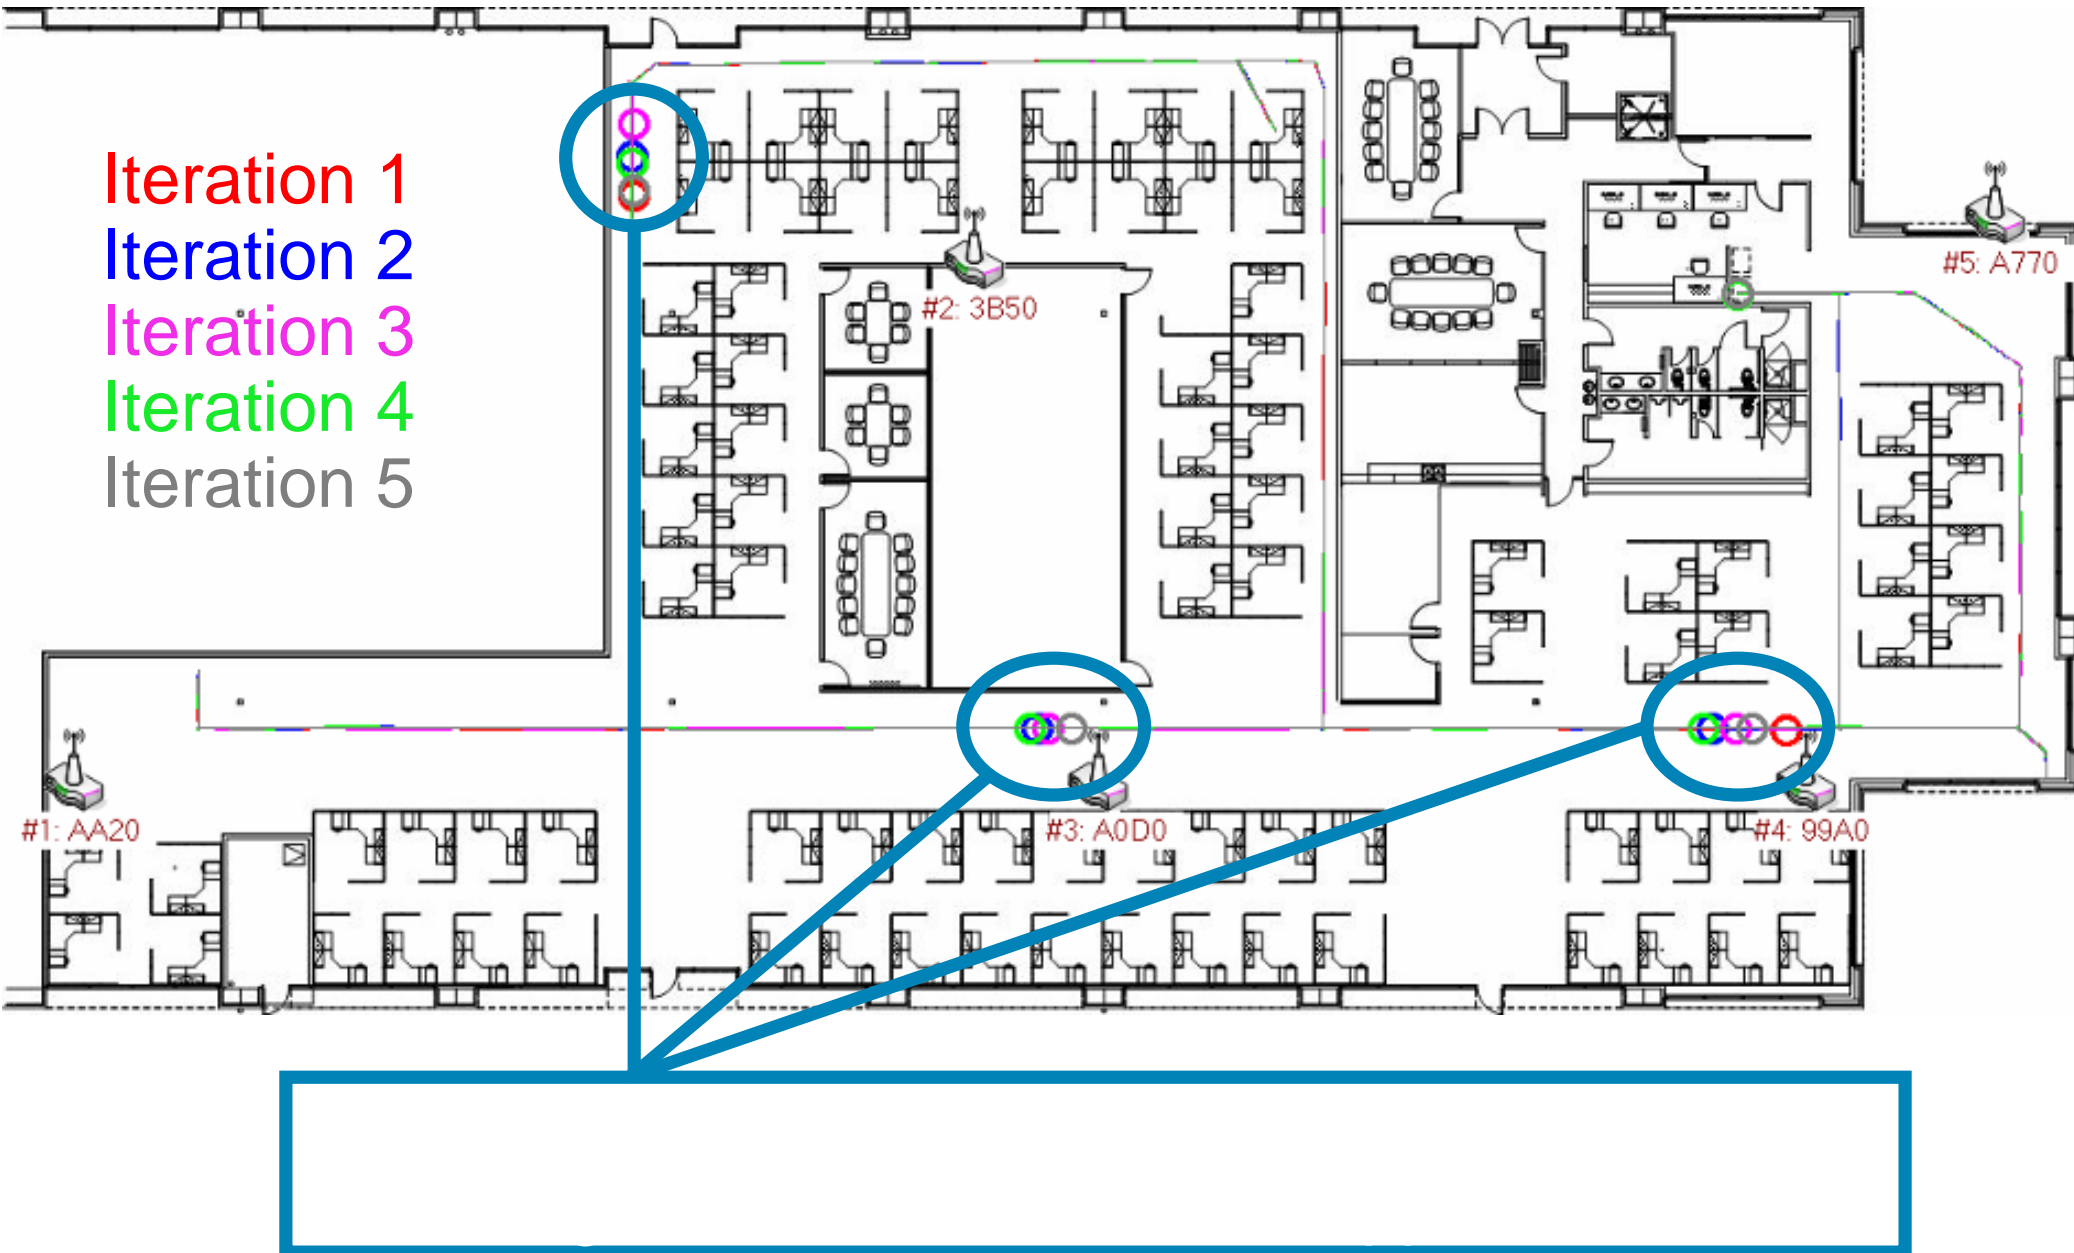 Iteration 1
Iteration 2
Iteration 3
Iteration 4
Iteration 5
#2: 3B50
#5: A770
#1: AA20
#3: A0D0
#4: 99A0